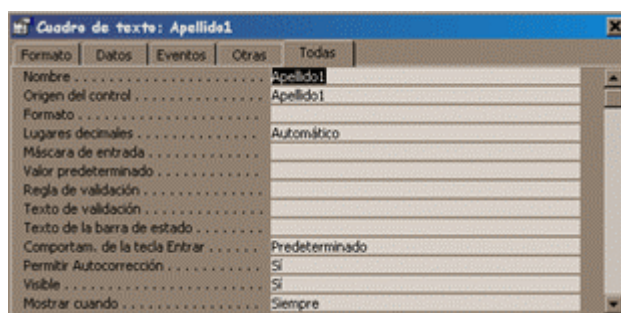 Cuadro de texto: Apellido1
Formato Datos Eventos Otras Todas
Nombre . . . . . . . . . . . . . . . . . . . . . . Apellido1
Origen del control . . . . . . . . . . . . . . Apellido1
Formato . . . . . . . . . . . . . . . . . . . . .
Lugares decimales . . . . . . . . . . . . . . Automático
Máscara de entrada . . . . . . . . . . . . .
Valor predeterminado . . . . . . . . . . .
Regla de validación . . . . . . . . . . . . .
Texto de validación . . . . . . . . . . . . .
Texto de la barra de estado . . . . . . .
Comportam. de la tecla Entrar . . . . . . Predeterminado
Permitir Autocorrección . . . . . . . . . . Sí
Visible . . . . . . . . . . . . . . . . . . . . . . . Sí
Mostrar cuando . . . . . . . . . . . . . . . . Siempre